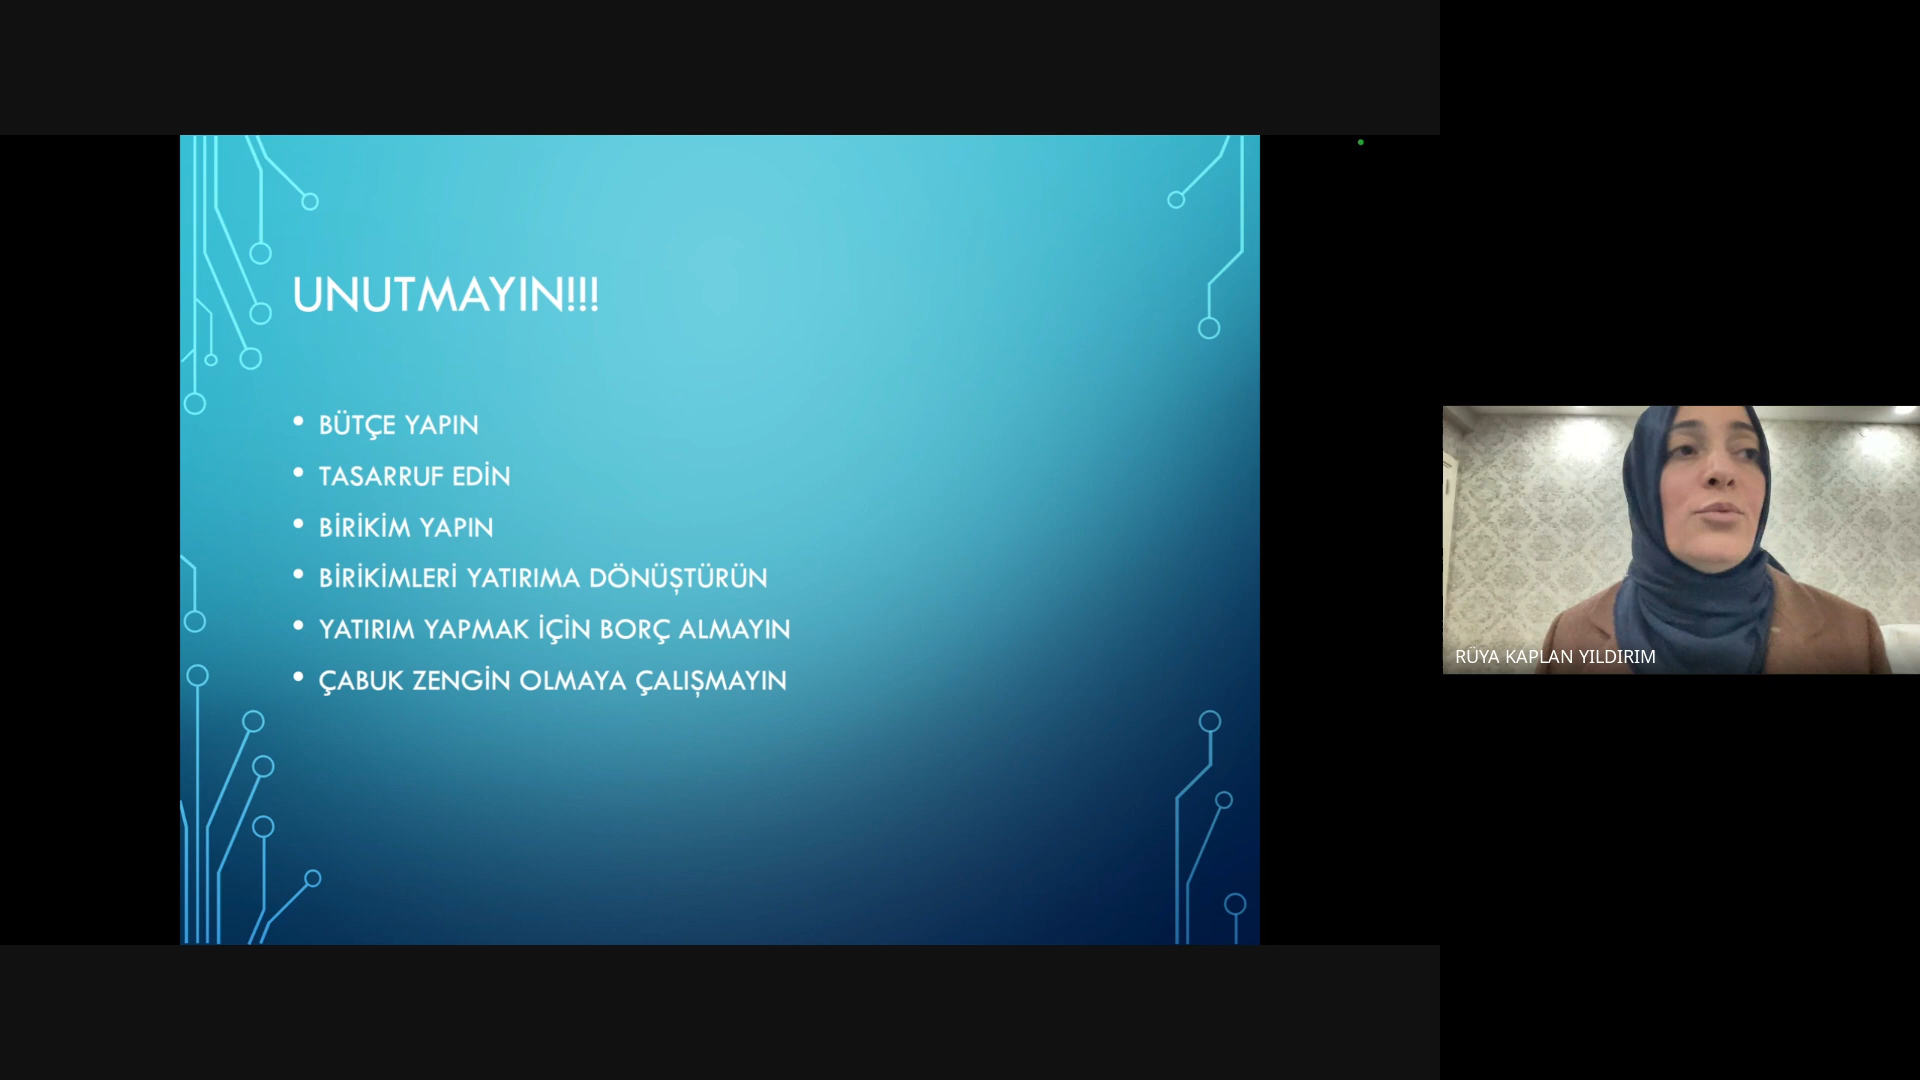 UNUTMAYIN!!!
• BÜTÇE YAPIN
• TASARRUF EDİN
• BİRİKİM YAPIN
• BİRİKİMLERİ YATIRIMA DÖNÜŞTÜRÜN
• YATIRIM YAPMAK İÇİN BORÇ ALMAYIN
• ÇABUK ZENGİN OLMAYA ÇALIŞMAYIN
RÜYA KAPLAN YILDIRIM